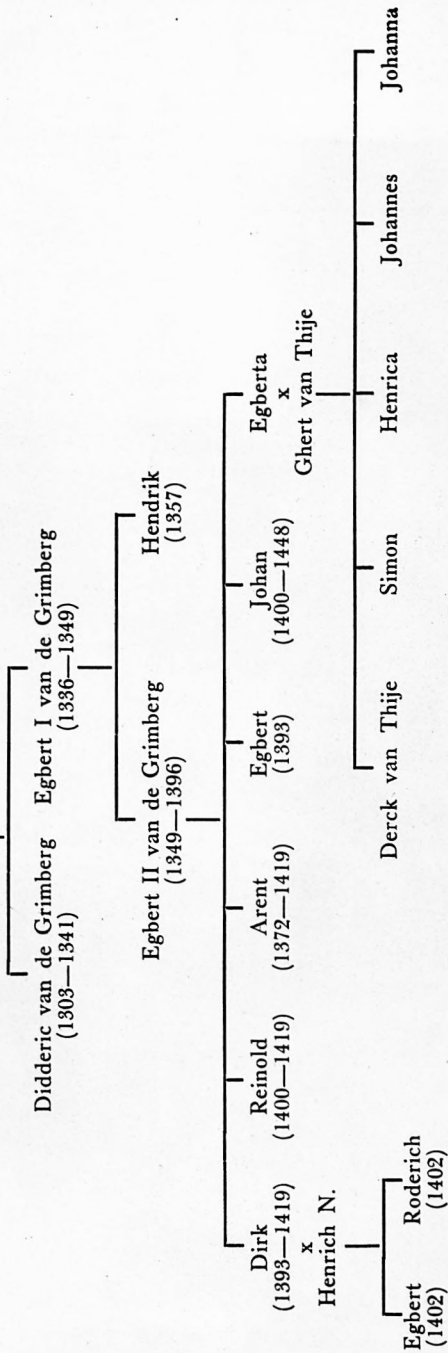 Didderic van de Grimberg
(1303—1341)
Egbert I van de Grimberg
(1336—1349)
Egbert II van de Grimberg
(1349—1396)
Hendrik
(1357)
Dirk
(1393—1419)
x
Henrich N.
Reinold
(1400—1419)
Arent
(1372—1419)
Egbert
(1393)
Johan
(1400—1448)
Egberta
x
Ghert van Thije
Egbert
(1402)
Roderich
(1402)
Derck van Thije
Simon
Henrica
Johannes
Johanna